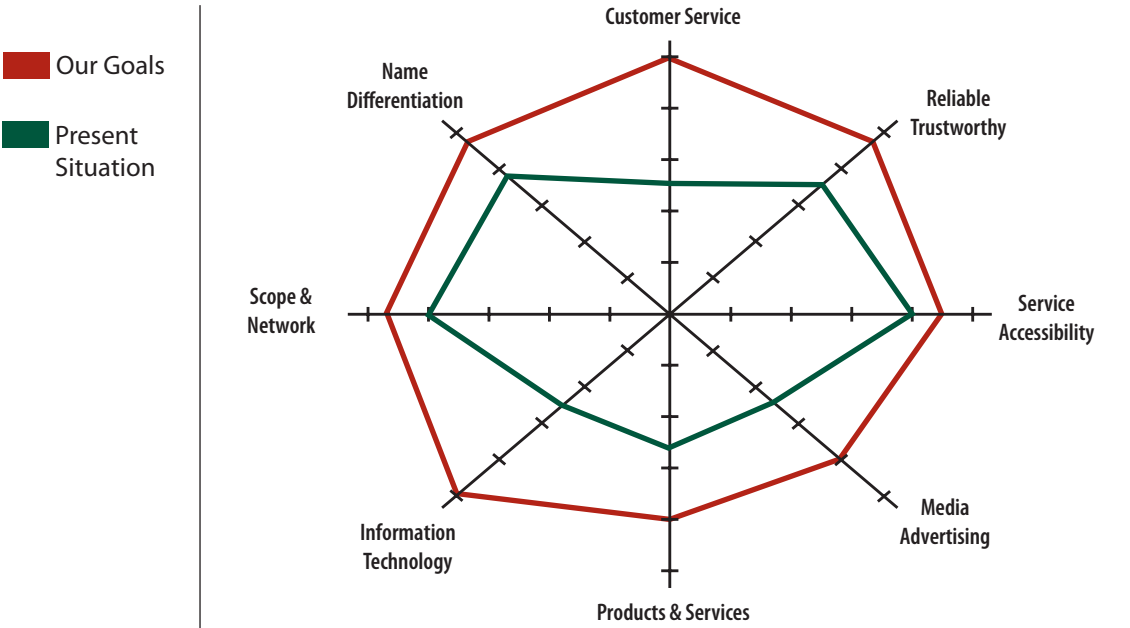 Our Goals
Present
Situation
Customer Service
Name
Differentiation
Reliable
Trustworthy
Scope &
Network
Service
Accessibility
Information
Technology
Media
Advertising
Products & Services